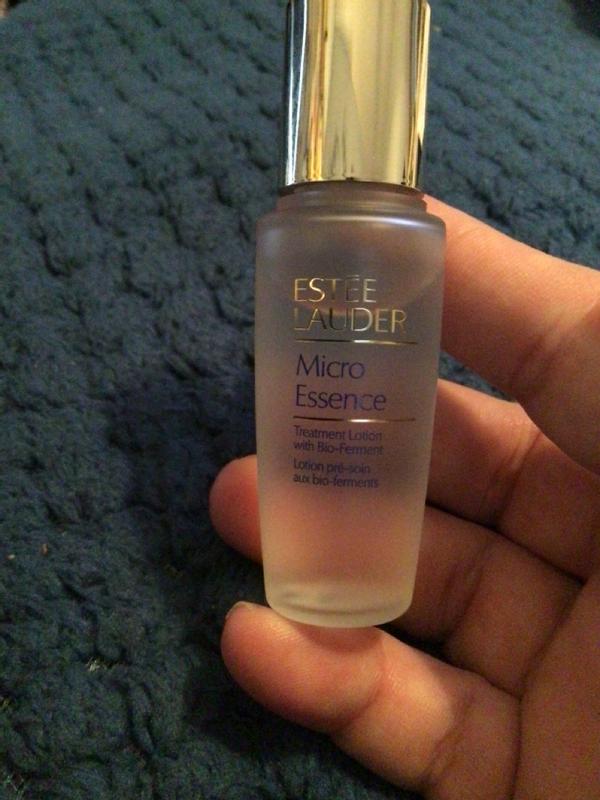 ESTĒE
LAUDER
Micro
Essence
Treatment Lotion
with Bio-Ferment
Lotion pré-soin
aux bio-ferments